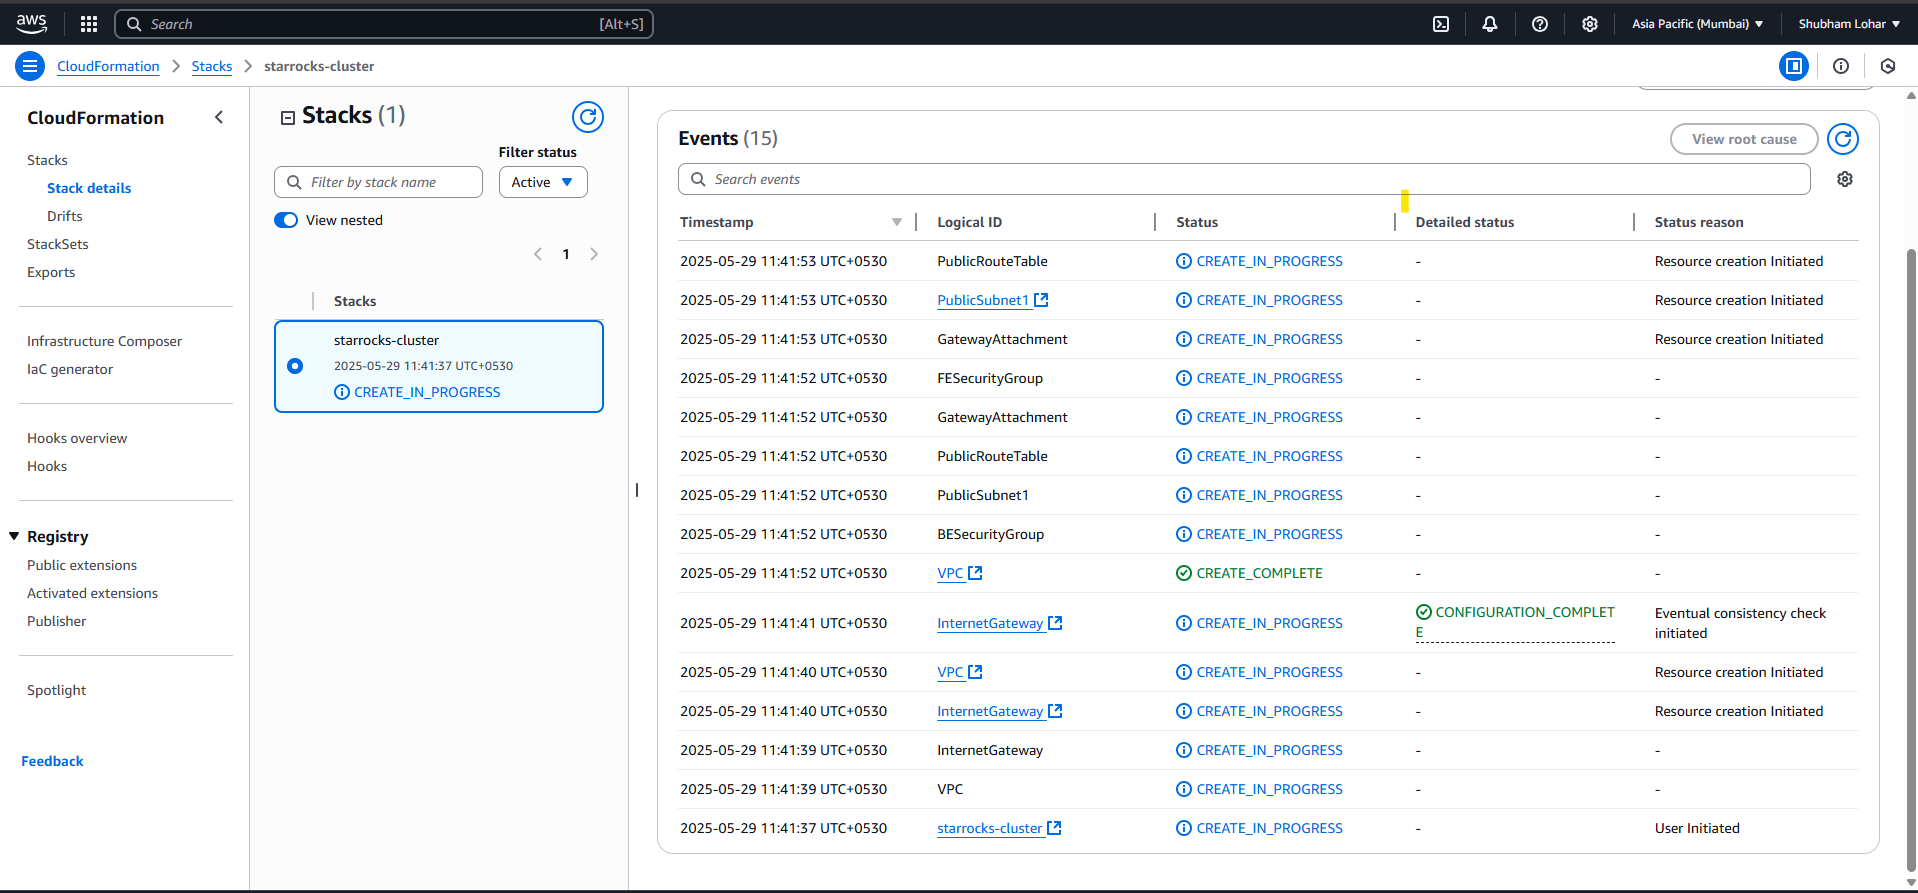 aws
Search [Alt+S]
Asia Pacific (Mumbai)
Shubham Lohar
CloudFormation
Stacks
starrocks-cluster
CloudFormation
Stacks
Stack details
Drifts
StackSets
Exports
Infrastructure Composer
IaC generator
Hooks overview
Hooks
Registry
Public extensions
Activated extensions
Publisher
Spotlight
Feedback
Stacks (1)
Filter status
Filter by stack name
Active
View nested
1
Stacks
starrocks-cluster
2025-05-29 11:41:37 UTC+0530
CREATE_IN_PROGRESS
Events (15)
View root cause
Search events
Timestamp Logical ID Status Detailed status Status reason
2025-05-29 11:41:53 UTC+0530 PublicRouteTable CREATE_IN_PROGRESS - Resource creation Initiated
2025-05-29 11:41:53 UTC+0530 PublicSubnet1 CREATE_IN_PROGRESS - Resource creation Initiated
2025-05-29 11:41:53 UTC+0530 GatewayAttachment CREATE_IN_PROGRESS - Resource creation Initiated
2025-05-29 11:41:52 UTC+0530 FESecurityGroup CREATE_IN_PROGRESS - -
2025-05-29 11:41:52 UTC+0530 GatewayAttachment CREATE_IN_PROGRESS - -
2025-05-29 11:41:52 UTC+0530 PublicRouteTable CREATE_IN_PROGRESS - -
2025-05-29 11:41:52 UTC+0530 PublicSubnet1 CREATE_IN_PROGRESS - -
2025-05-29 11:41:52 UTC+0530 BESecurityGroup CREATE_IN_PROGRESS - -
2025-05-29 11:41:52 UTC+0530 VPC CREATE_COMPLETE - -
2025-05-29 11:41:41 UTC+0530 InternetGateway CREATE_IN_PROGRESS CONFIGURATION_COMPLET Eventual consistency check
E initiated
2025-05-29 11:41:40 UTC+0530 VPC CREATE_IN_PROGRESS - Resource creation Initiated
2025-05-29 11:41:40 UTC+0530 InternetGateway CREATE_IN_PROGRESS - Resource creation Initiated
2025-05-29 11:41:39 UTC+0530 InternetGateway CREATE_IN_PROGRESS - -
2025-05-29 11:41:39 UTC+0530 VPC CREATE_IN_PROGRESS - -
2025-05-29 11:41:37 UTC+0530 starrocks-cluster CREATE_IN_PROGRESS - User Initiated